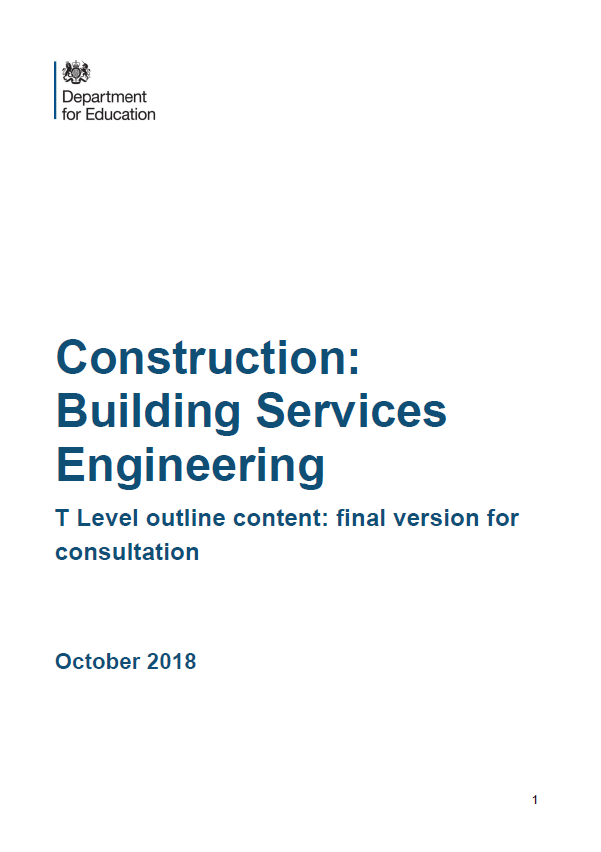 Department
for Education
Construction:
Building Services
Engineering
T Level outline content: final version for
consultation
October 2018
1